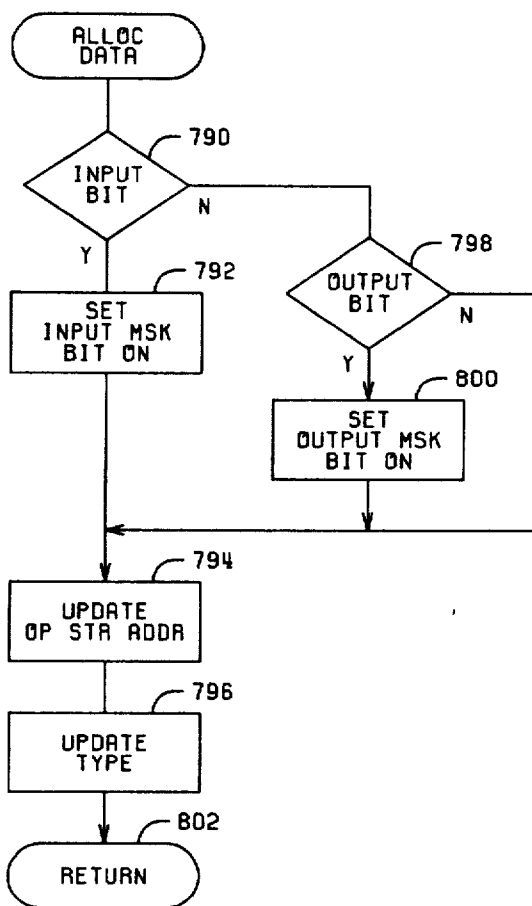 ALLOC
DATA
790
INPUT
BIT
N
Y
798
OUTPUT
BIT
N
Y
792
SET
INPUT MSK
BIT ON
800
SET
OUTPUT MSK
BIT ON
794
UPDATE
OP STR ADDR
796
UPDATE
TYPE
802
RETURN